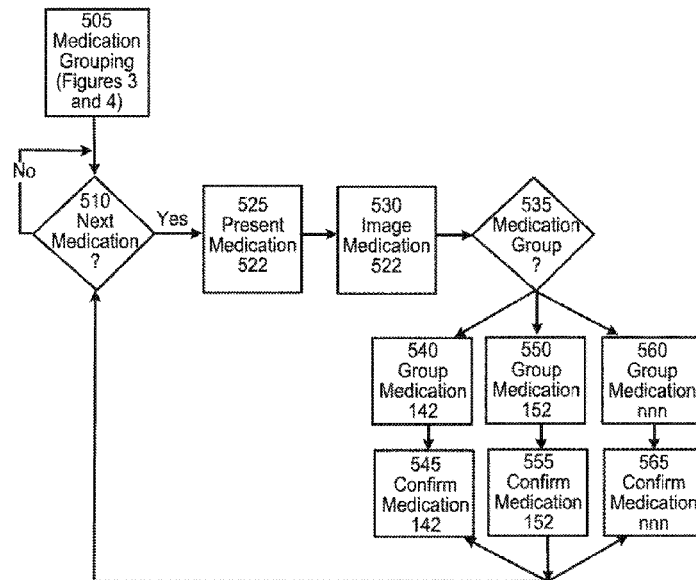 505
Medication
Grouping
(Figures 3
and 4)
No
510
Next
Medication
?
Yes
525
Present
Medication
522
530
Image
Medication
522
535
Medication
Group
?
540
Group
Medication
142
550
Group
Medication
152
560
Group
Medication
nnn
545
Confirm
Medication
142
555
Confirm
Medication
152
565
Confirm
Medication
nnn